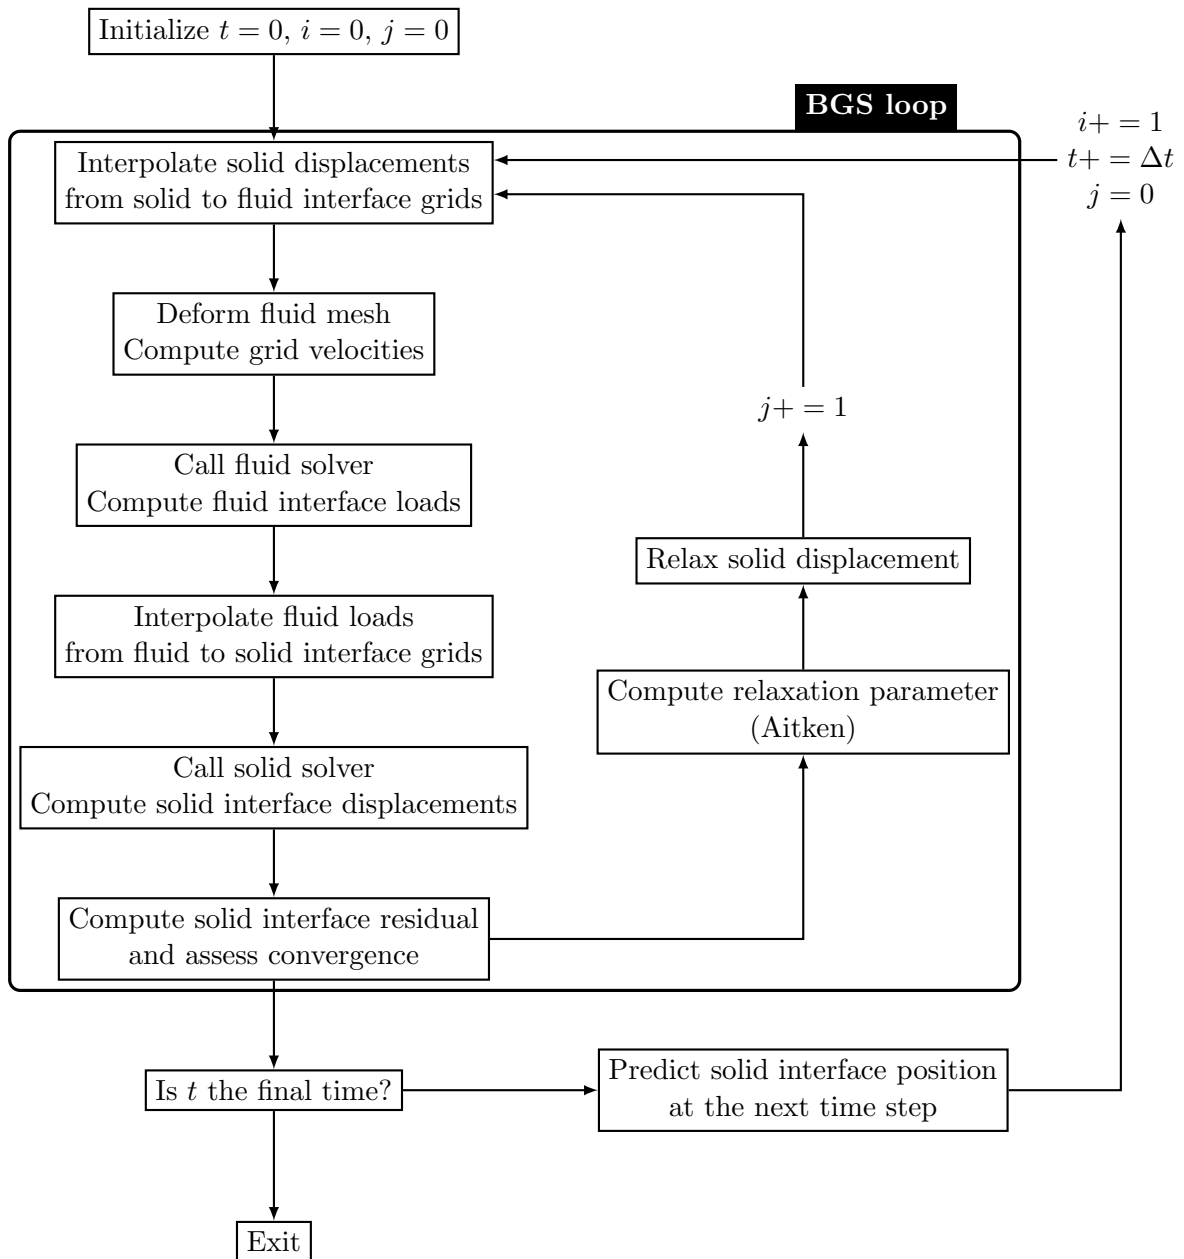 Initialize t = 0, i = 0, j = 0
BGS loop
i+ = 1
t+ = Δt
j = 0
Interpolate solid displacements
from solid to fluid interface grids
Deform fluid mesh
Compute grid velocities
j+ = 1
Call fluid solver
Compute fluid interface loads
Relax solid displacement
Interpolate fluid loads
from fluid to solid interface grids
Compute relaxation parameter
(Aitken)
Call solid solver
Compute solid interface displacements
Compute solid interface residual
and assess convergence
Is t the final time?
Predict solid interface position
at the next time step
Exit